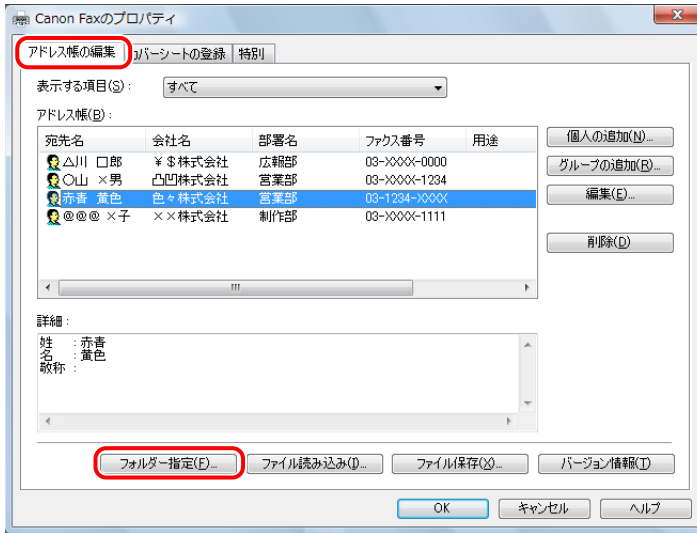 Canon Faxのプロパティ
アドレス帳の編集 カバーシートの登録 特別
表示する項目(S): すべて
アドレス帳(B):
宛先名 会社名 部署名 ファクス番号 用途
△川 口郎 ¥$株式会社 広報部 03-XXXX-0000
〇山 ×男 凸凹株式会社 営業部 03-XXXX-1234
赤青 黄色 色々株式会社 営業部 03-1234-XXXX
@@@ ×子 ××株式会社 制作部 03-XXXX-1111
個人の追加(N)...
グループの追加(R)...
編集(E)...
削除(D)
詳細:
姓 :赤青
名 :黄色
敬称 :
フォルダー指定(F)... ファイル読み込み(I)... ファイル保存(X)... バージョン情報(T)
OK キャンセル ヘルプ